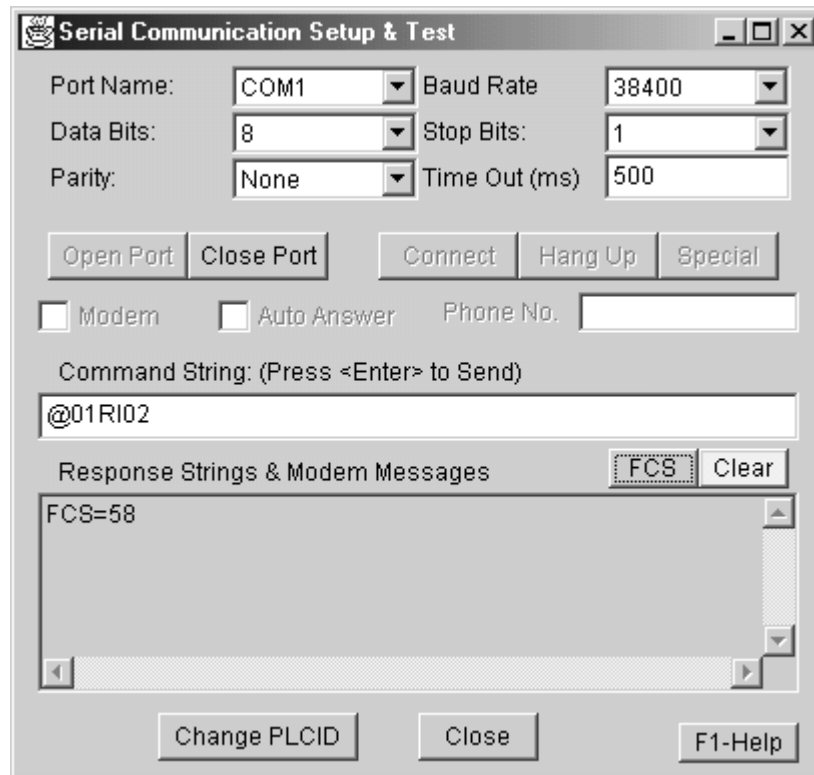 Serial Communication Setup & Test
Port Name: COM1 Baud Rate 38400
Data Bits: 8 Stop Bits: 1
Parity: None Time Out (ms) 500
Open Port Close Port Connect Hang Up Special
Modem Auto Answer Phone No.
Command String: (Press <Enter> to Send)
@01RI02
Response Strings & Modem Messages FCS Clear
FCS=58
Change PLCID Close F1-Help